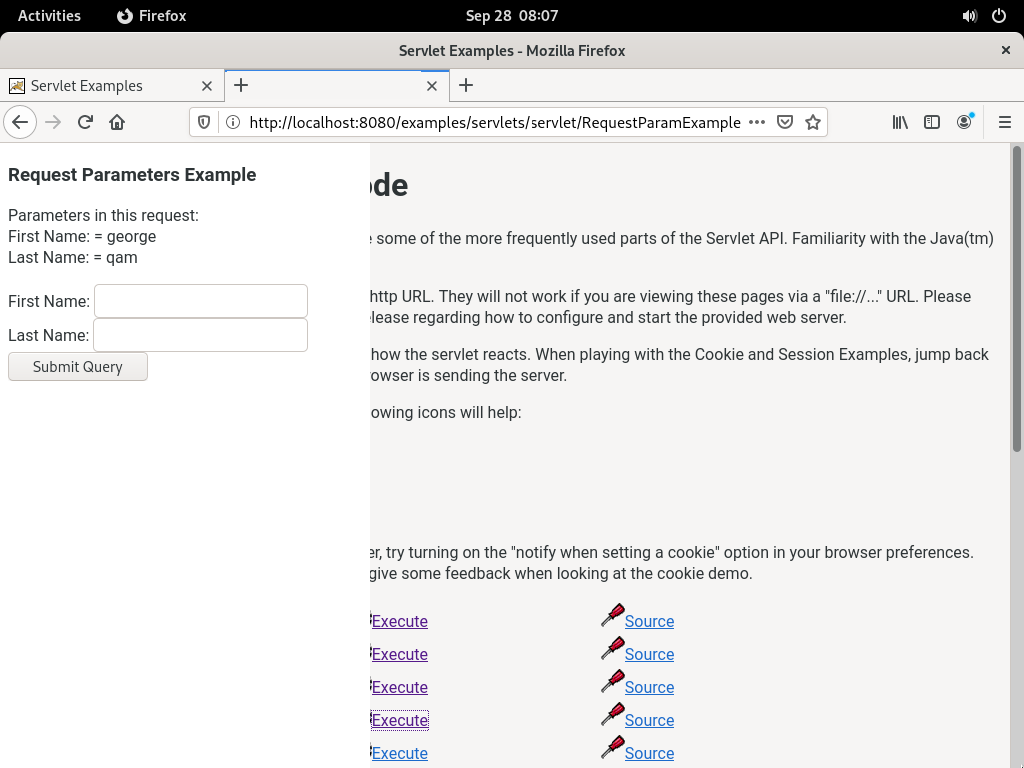 Activities Firefox Sep 28 08:07
Servlet Examples - Mozilla Firefox
Servlet Examples
http://localhost:8080/examples/servlets/servlet/RequestParamExample
Request Parameters Example
Parameters in this request:
First Name: = george
Last Name: = qam
First Name:
Last Name:
Submit Query
ode
some of the more frequently used parts of the Servlet API. Familiarity with the Java(tm)
http URL. They will not work if you are viewing these pages via a "file://..." URL. Please
elease regarding how to configure and start the provided web server.
how the servlet reacts. When playing with the Cookie and Session Examples, jump back
rowser is sending the server.
owing icons will help:
er, try turning on the "notify when setting a cookie" option in your browser preferences.
give some feedback when looking at the cookie demo.
Execute Source
Execute Source
Execute Source
Execute Source
Execute Source